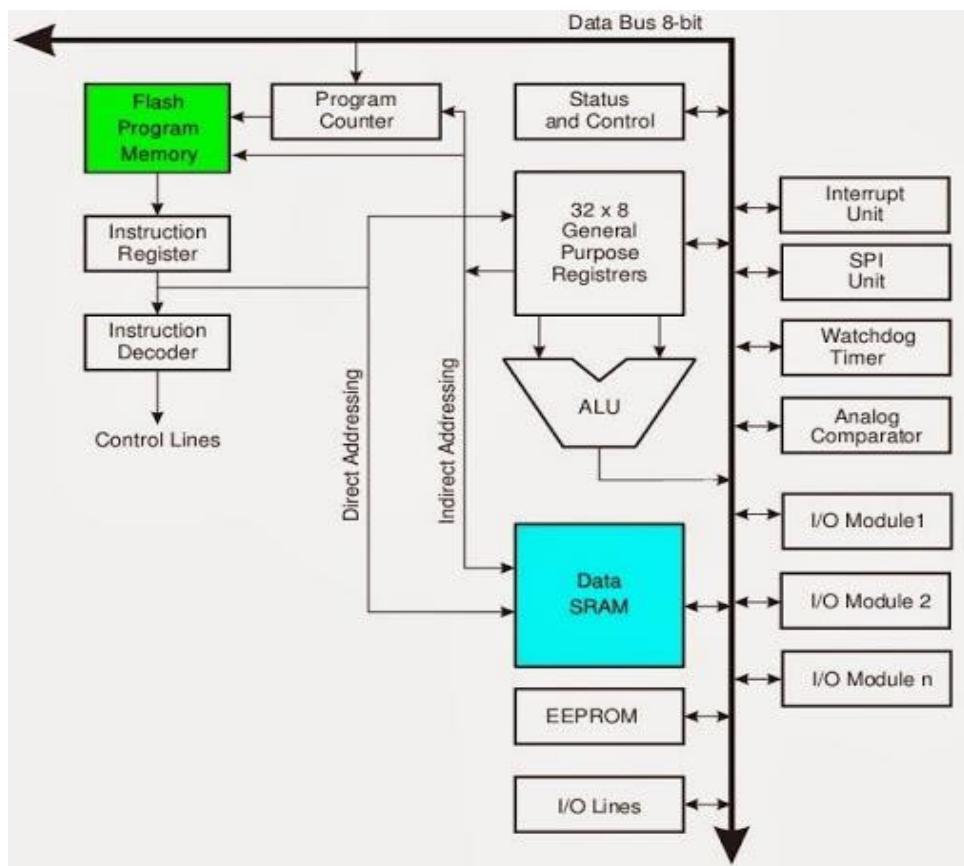 Data Bus 8-bit
Flash
Program
Memory
Program
Counter
Status
and Control
32 x 8
General
Purpose
Registrers
Interrupt
Unit
Instruction
Register
SPI
Unit
Instruction
Decoder
Watchdog
Timer
Control Lines
Direct Addressing
Indirect Addressing
ALU
Analog
Comparator
I/O Module1
Data
SRAM
I/O Module 2
I/O Module n
EEPROM
I/O Lines